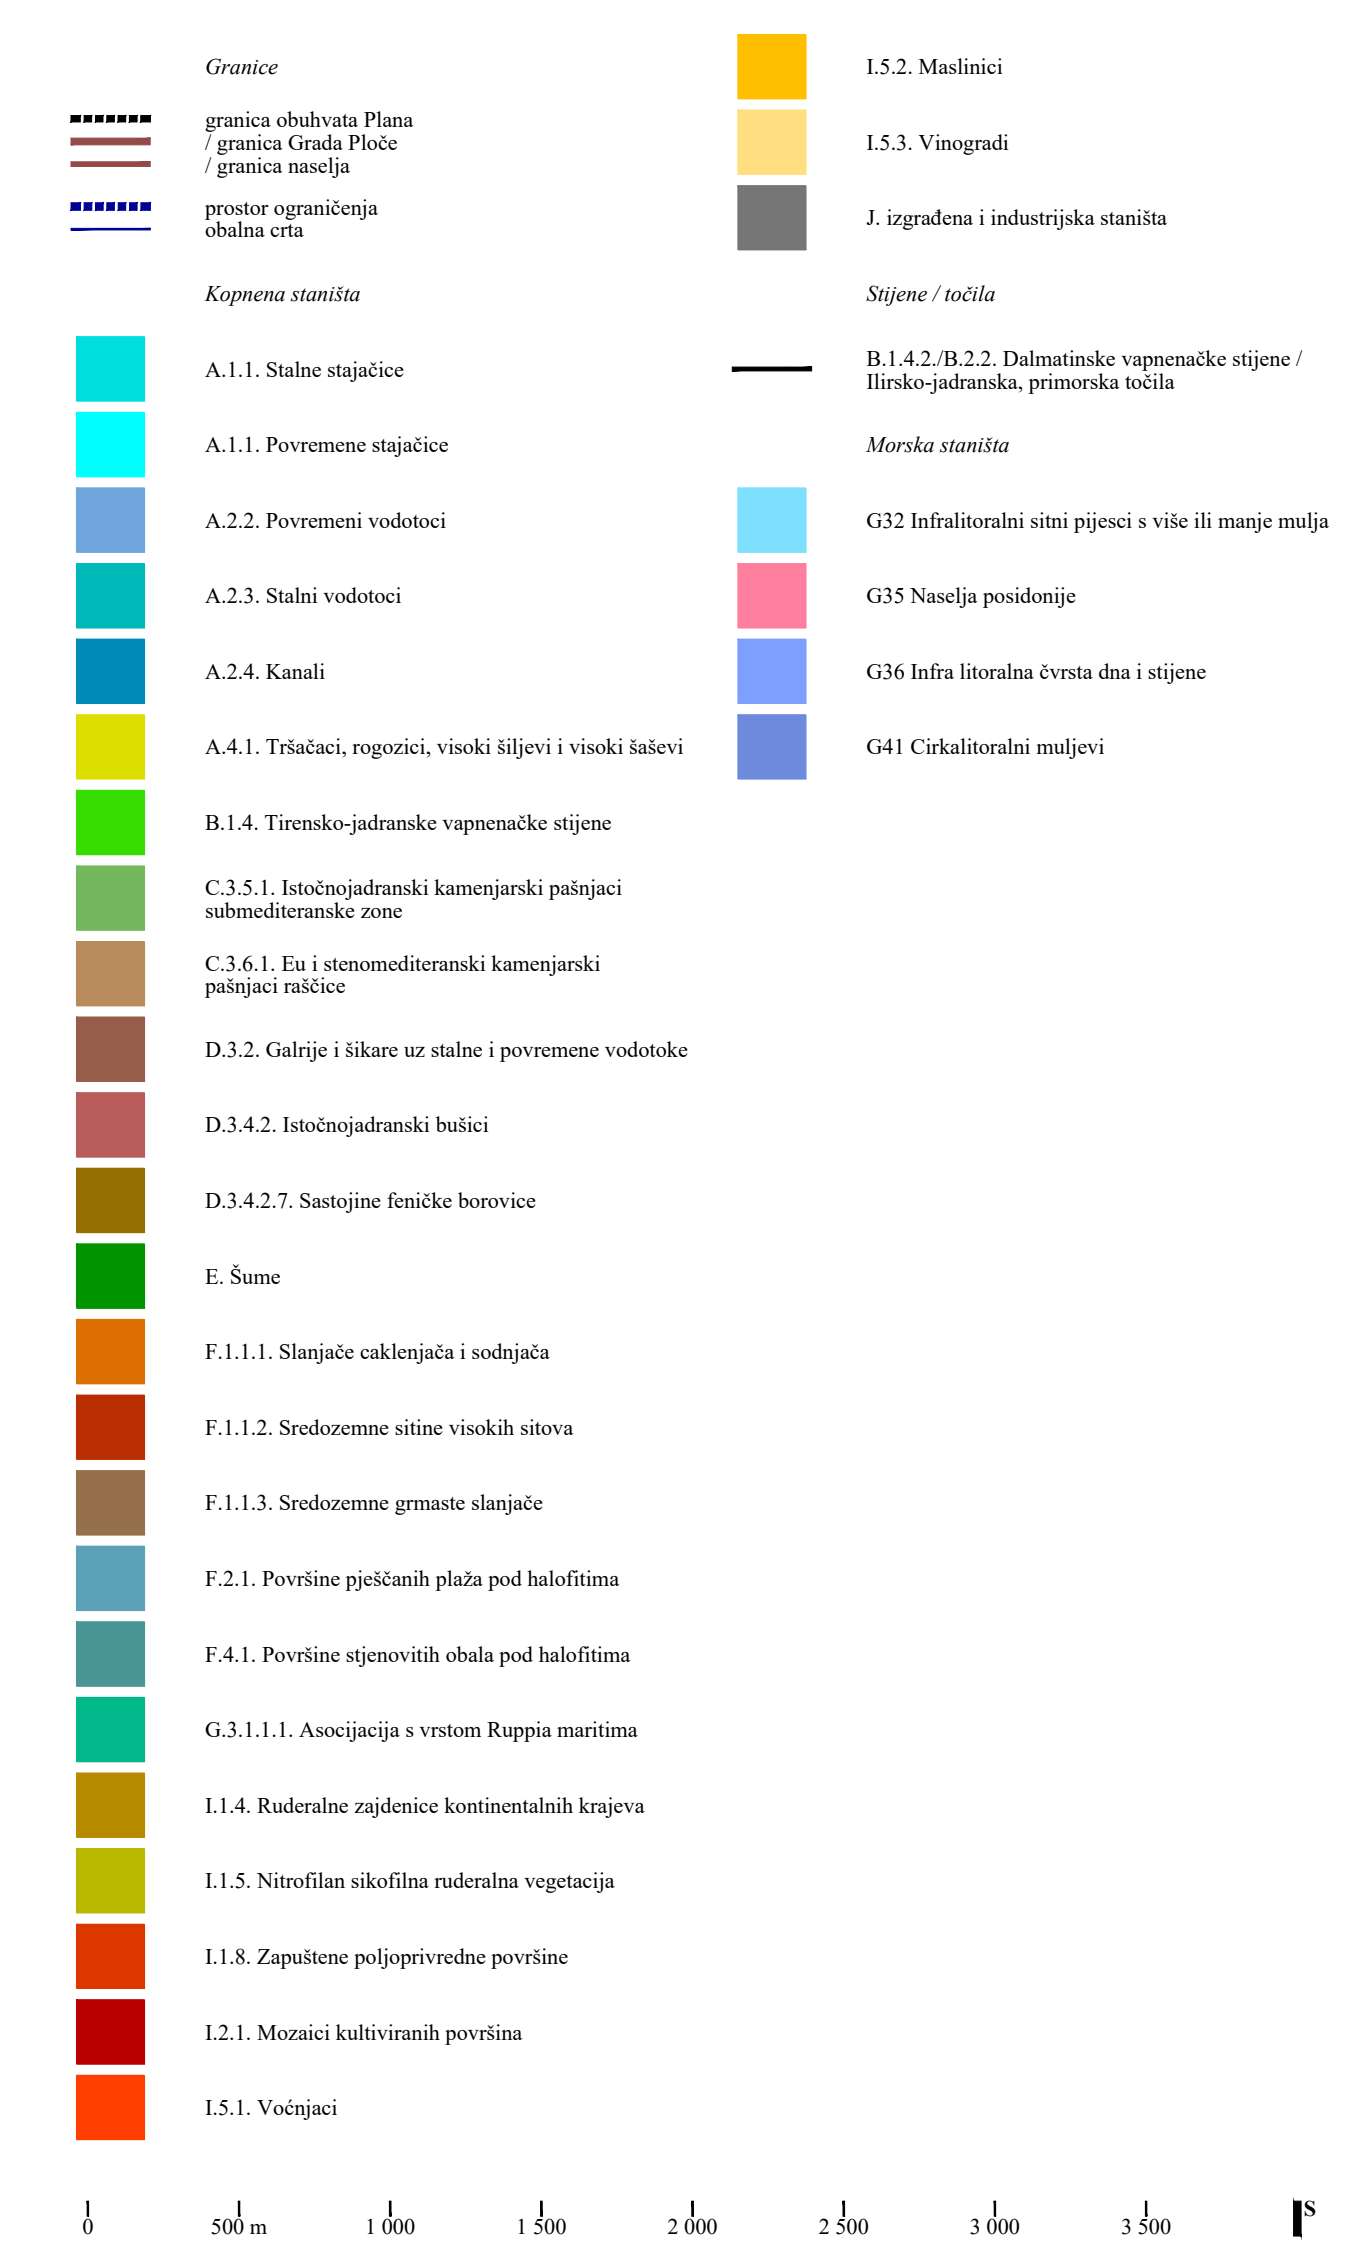 Granice
granica obuhvata Plana
/ granica Grada Ploče
/ granica naselja
prostor ograničenja
obalna crta
Kopnena staništa
A.1.1. Stalne stajačice
A.1.1. Povremene stajačice
A.2.2. Povremeni vodotoci
A.2.3. Stalni vodotoci
A.2.4. Kanali
A.4.1. Tršačaci, rogozici, visoki šiljevi i visoki šaševi
B.1.4. Tirensko-jadranske vapnenačke stijene
C.3.5.1. Istočnojadranski kamenjarski pašnjaci
submediteranske zone
C.3.6.1. Eu i stenomediteranski kamenjarski
pašnjaci raščice
D.3.2. Galrije i šikare uz stalne i povremene vodotoke
D.3.4.2. Istočnojadranski bušici
D.3.4.2.7. Sastojine feničke borovice
E. Šume
F.1.1.1. Slanjače caklenjača i sodnjača
F.1.1.2. Sredozemne sitine visokih sitova
F.1.1.3. Sredozemne grmaste slanjače
F.2.1. Površine pješčanih plaža pod halofitima
F.4.1. Površine stjenovitih obala pod halofitima
G.3.1.1.1. Asocijacija s vrstom Ruppia maritima
I.1.4. Ruderalne zajdenice kontinentalnih krajeva
I.1.5. Nitrofilan sikofilna ruderalna vegetacija
I.1.8. Zapuštene poljoprivredne površine
I.2.1. Mozaici kultiviranih površina
I.5.1. Voćnjaci
I.5.2. Maslinici
I.5.3. Vinogradi
J. izgrađena i industrijska staništa
Stijene / točila
B.1.4.2./B.2.2. Dalmatinske vapnenačke stijene /
Ilirsko-jadranska, primorska točila
Morska staništa
G32 Infralitoralni sitni pijesci s više ili manje mulja
G35 Naselja posidonije
G36 Infra litoralna čvrsta dna i stijene
G41 Cirkalitoralni muljevi
0 500 m 1 000 1 500 2 000 2 500 3 000 3 500 S